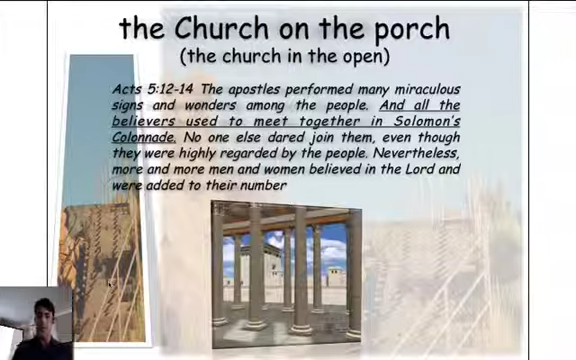 the Church on the porch
(the church in the open)
Acts 5:12-14 The apostles performed many miraculous
signs and wonders among the people. And all the
believers used to meet together in Solomon's
Colonnade. No one else dared join them, even though
they were highly regarded by the people. Nevertheless,
more and more men and women believed in the Lord and
were added to their number